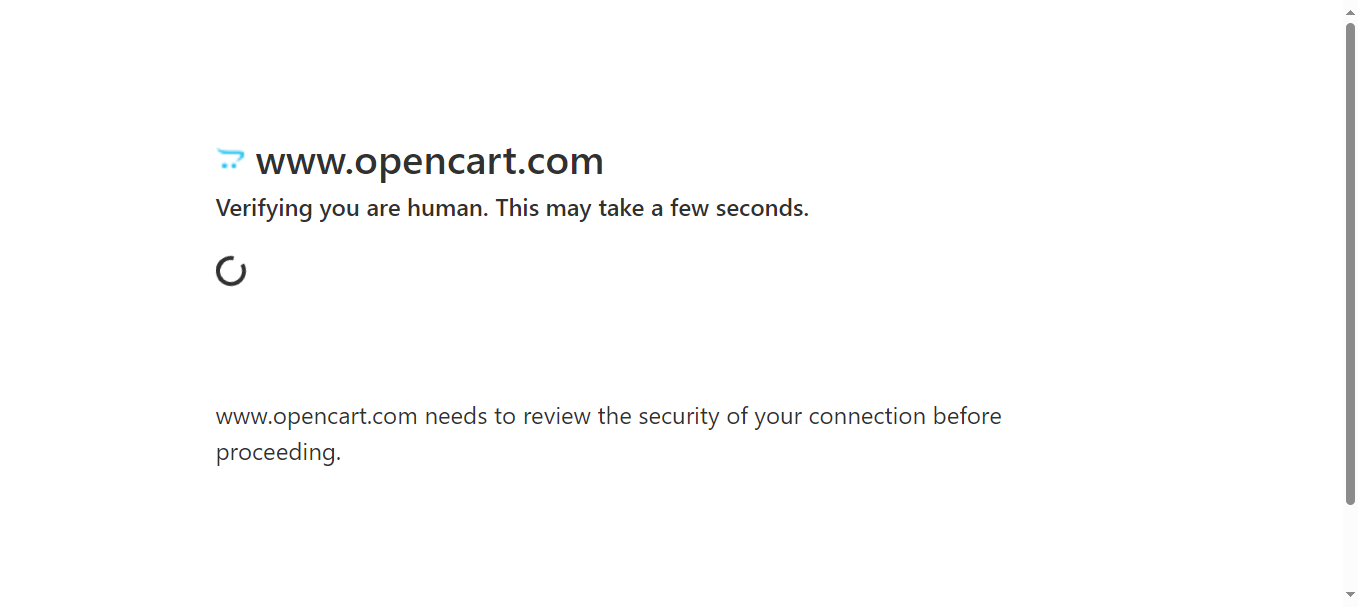 www.opencart.com
Verifying you are human. This may take a few seconds.
www.opencart.com needs to review the security of your connection before
proceeding.